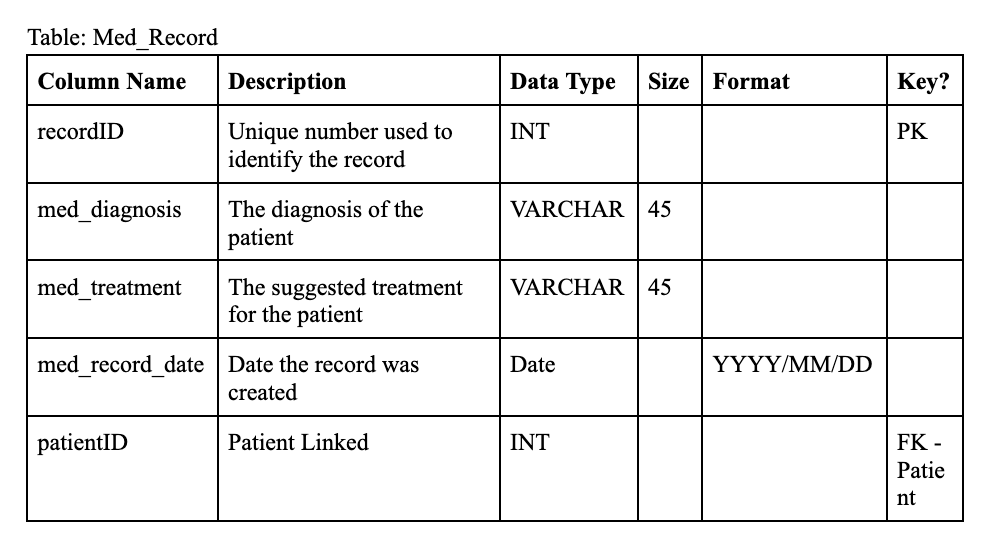 Table: Med_Record
Column Name Description Data Type Size Format Key?
recordID Unique number used to INT PK
identify the record
med_diagnosis The diagnosis of the VARCHAR 45
patient
med_treatment The suggested treatment VARCHAR 45
for the patient
med_record_date Date the record was Date YYYY/MM/DD
created
patientID Patient Linked INT FK -
Patie
nt